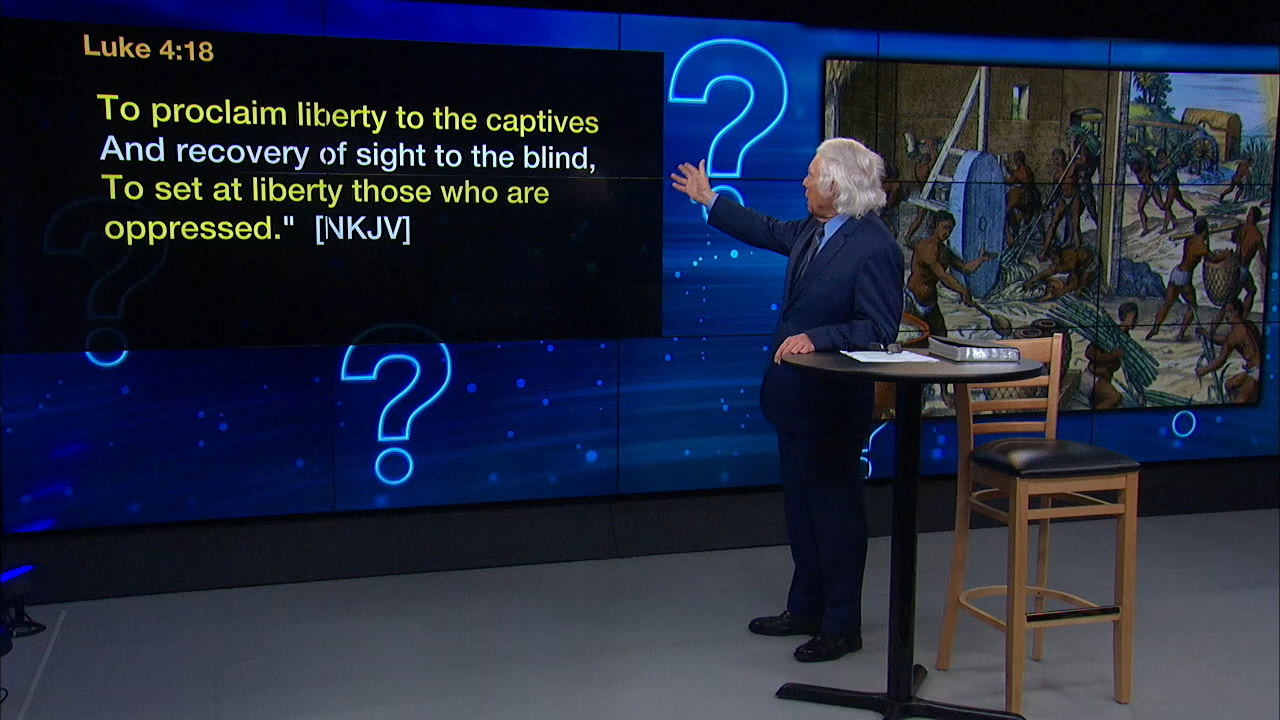 Luke 4:18
To proclaim liberty to the captives
And recovery of sight to the blind,
To set at liberty those who are
oppressed." [NKJV]